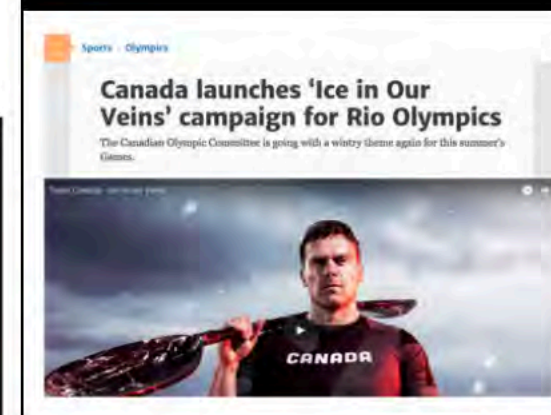 Sports Olympics
Canada launches ‘Ice in Our
Veins’ campaign for Rio Olympics
The Canadian Olympic Committee is going with a wintry theme again for this summer's
Games.
CANADA